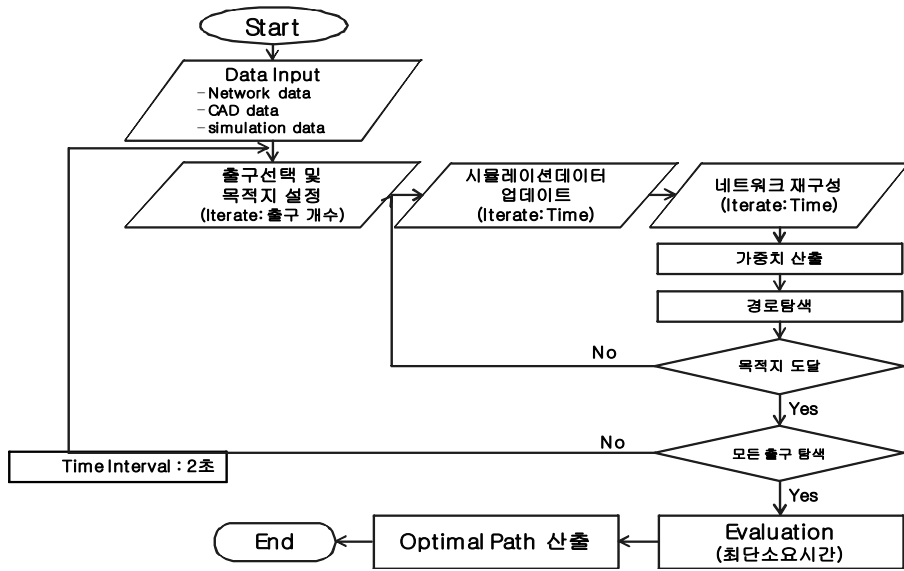 Start
Data Input
- Network data
- CAD data
- simulation data
출구선택 및
목적지 설정
(Iterate: 출구 개수)
시뮬레이션데이터
업데이트
(Iterate: Time)
네트워크 재구성
(Iterate: Time)
가중치 산출
경로탐색
목적지 도달
No
Yes
모든 출구 탐색
No
Time Interval : 2초
Yes
Evaluation
(최단소요시간)
Optimal Path 산출
End